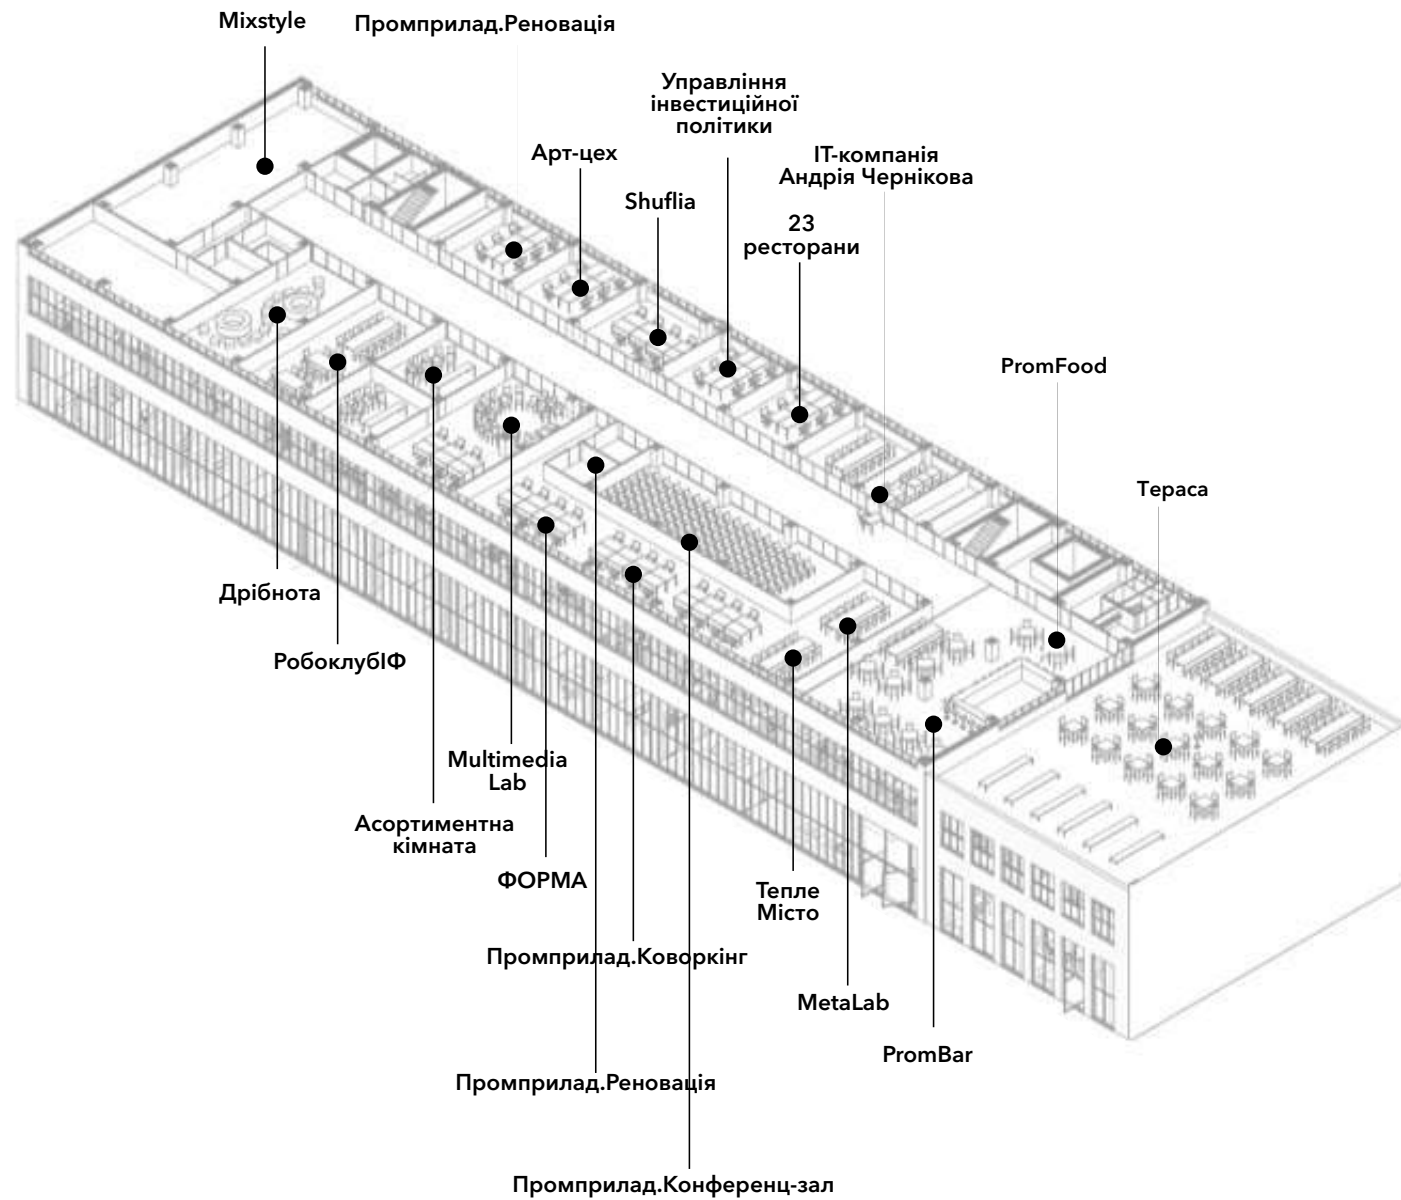 Mixstyle
Промприлад.Реновація
Управління
інвестиційної
політики
Арт-цех
ІТ-компанія
Андрія Чернікова
Shuflia
23
ресторани
PromFood
Тераса
Дрібнота
РобоклубІФ
Multimedia
Lab
Асортиментна
кімната
ФОРМА
Тепле
Місто
Промприлад.Коворкінг
MetaLab
PromBar
Промприлад.Реновація
Промприлад.Конференц-зал